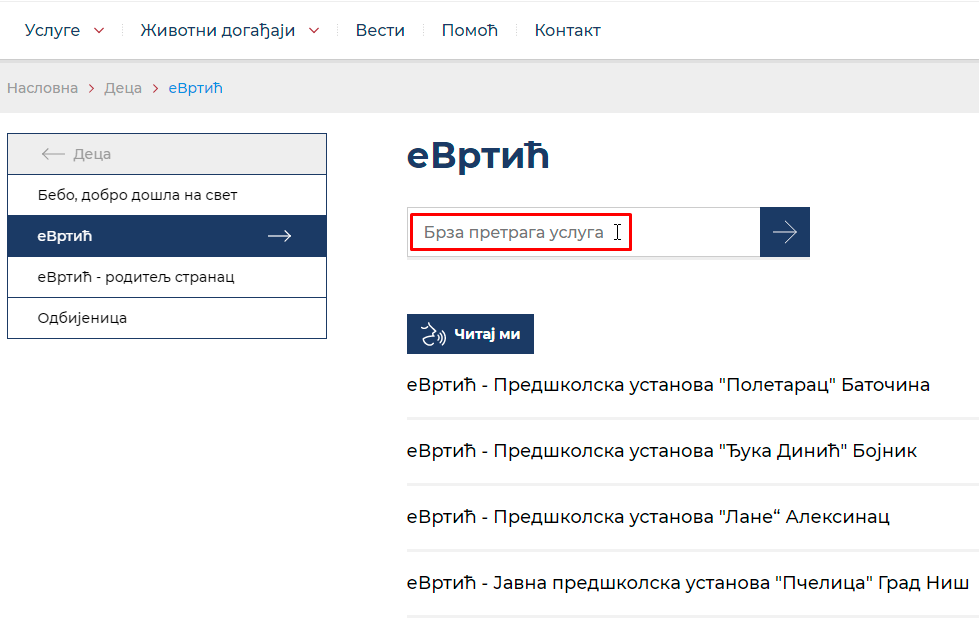 Услуге Животни догађаји Вести Помоћ Контакт
Насловна > Деца > еВртић
Деца
Бебо, добро дошла на свет
еВртић
еВртић - родитељ странац
Одбијеница
еВртић
Брза претрага услуга
Читај ми
еВртић - Предшколска установа "Полетарац" Баточина
еВртић - Предшколска установа "Ђука Динић" Бојник
еВртић - Предшколска установа "Лане“ Алексинац
еВртић - Јавна предшколска установа "Пчелица" Град Ниш